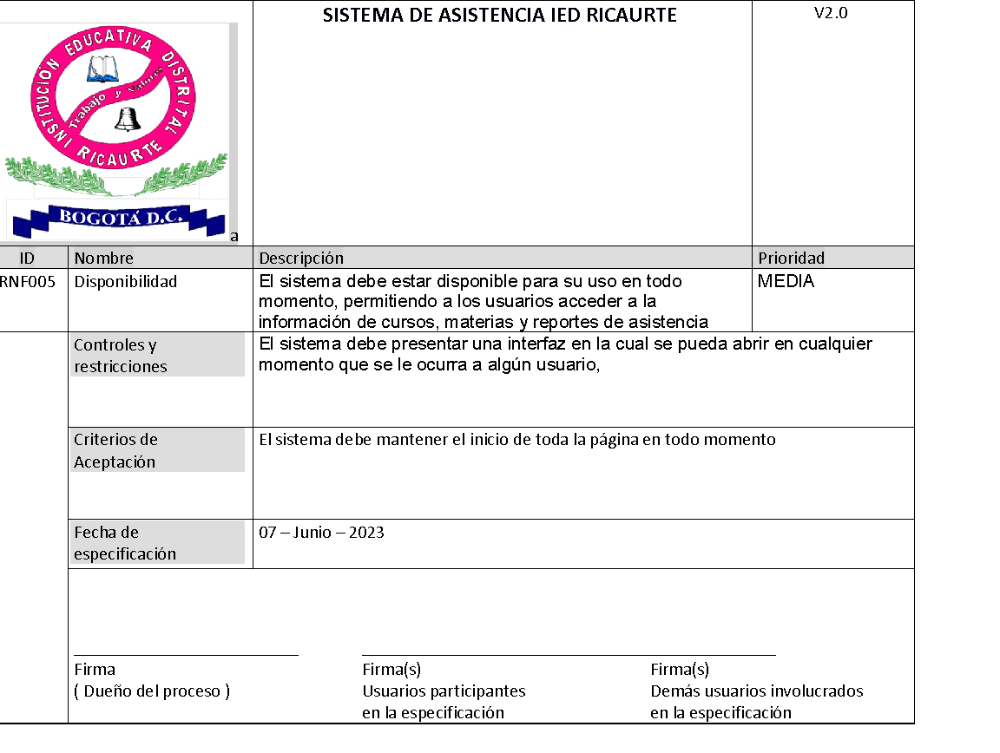 SISTEMA DE ASISTENCIA IED RICAURTE
V2.0
INSTITUCIÓN EDUCATIVA DISTRITAL
RICAURTE
Trabajo y Valores
BOGOTÁ D.C.
a
ID Nombre Descripción Prioridad
RNF005 Disponibilidad El sistema debe estar disponible para su uso en todo MEDIA
momento, permitiendo a los usuarios acceder a la
información de cursos, materias y reportes de asistencia
Controles y
restricciones
El sistema debe presentar una interfaz en la cual se pueda abrir en cualquier
momento que se le ocurra a algún usuario,
Criterios de
Aceptación
El sistema debe mantener el inicio de toda la página en todo momento
Fecha de
especificación
07 – Junio – 2023
Firma
( Dueño del proceso )
Firma(s)
Usuarios participantes
en la especificación
Firma(s)
Demás usuarios involucrados
en la especificación